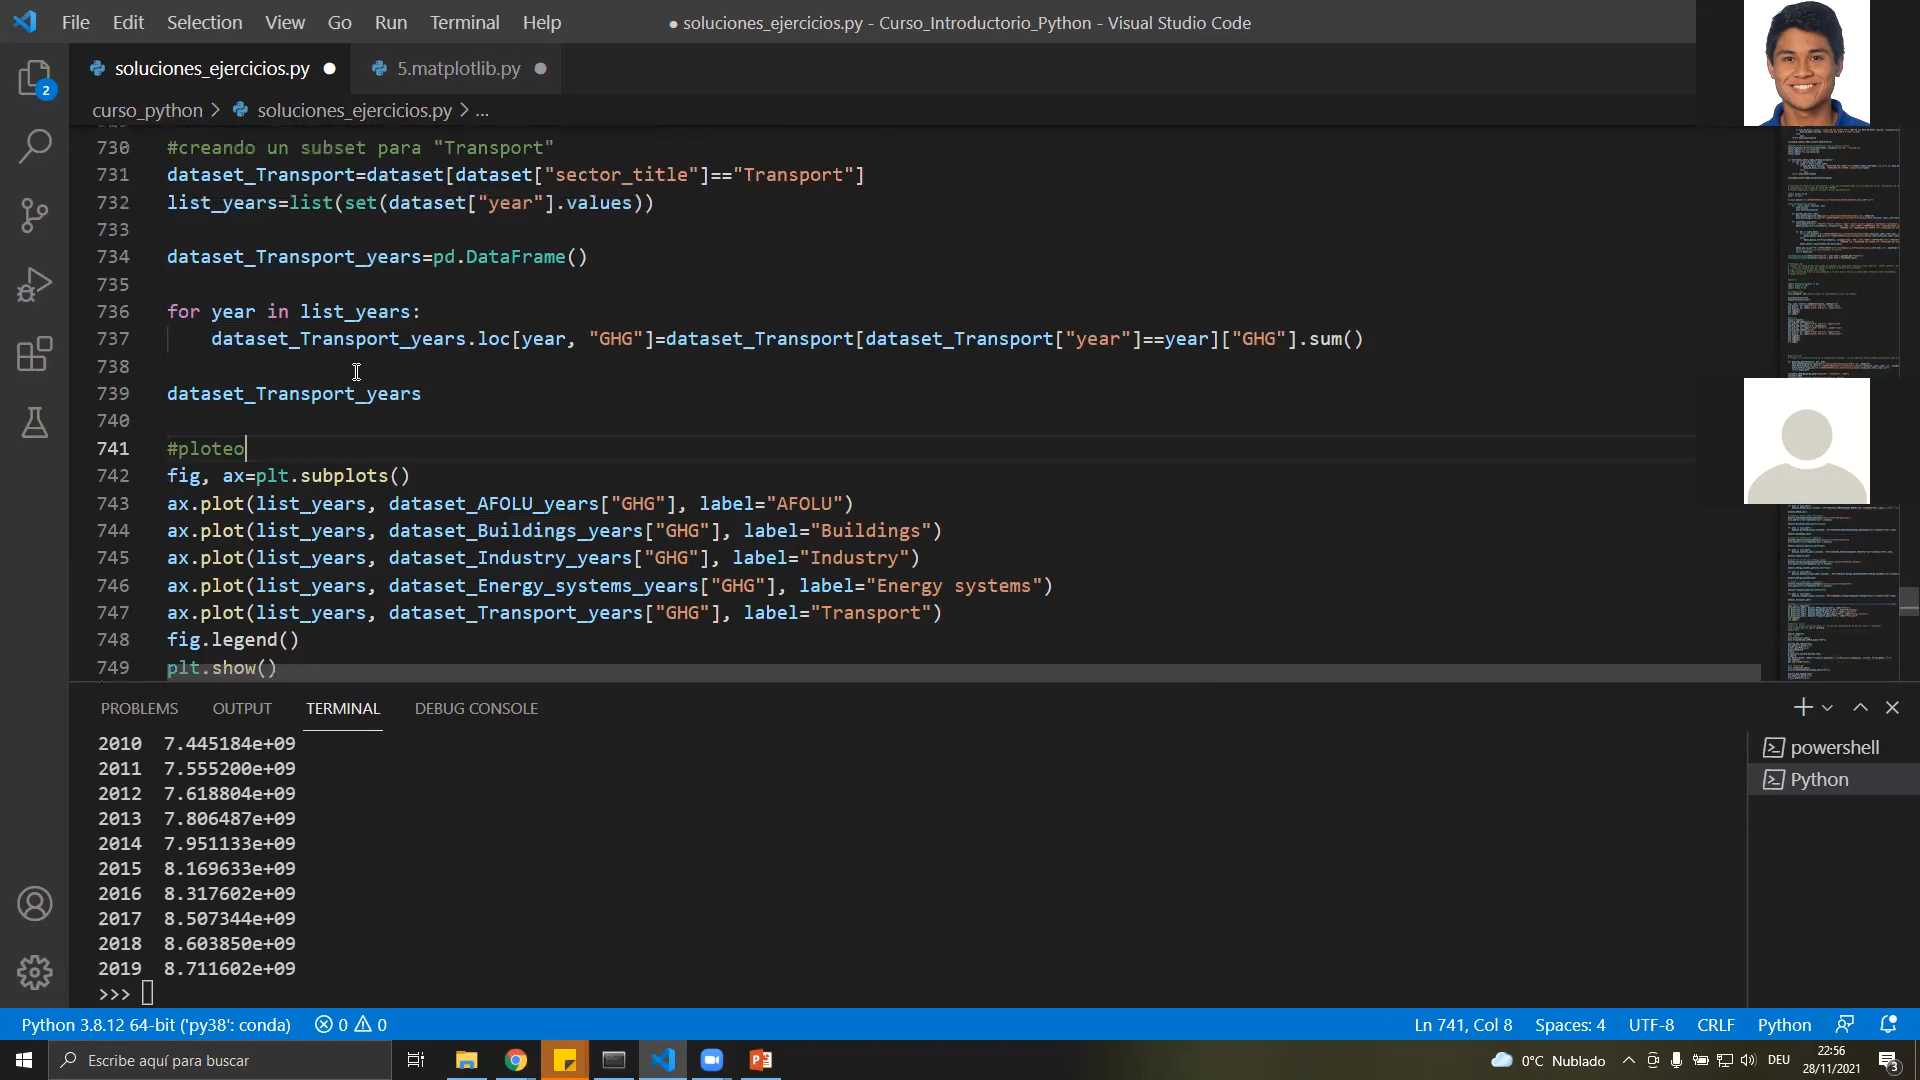 File Edit Selection View Go Run Terminal Help
● soluciones_ejercicios.py - Curso_Introductorio_Python - Visual Studio Code
soluciones_ejercicios.py
5.matplotlib.py
2
curso_python > soluciones_ejercicios.py > ...
730 #creando un subset para "Transport"
731 dataset_Transport=dataset[dataset["sector_title"]=="Transport"]
732 list_years=list(set(dataset["year"].values))
733
734 dataset_Transport_years=pd.DataFrame()
735
736 for year in list_years:
737 dataset_Transport_years.loc[year, "GHG"]=dataset_Transport[dataset_Transport["year"]==year]["GHG"].sum()
738
739 dataset_Transport_years
740
741 #ploteo
742 fig, ax=plt.subplots()
743 ax.plot(list_years, dataset_AFOLU_years["GHG"], label="AFOLU")
744 ax.plot(list_years, dataset_Buildings_years["GHG"], label="Buildings")
745 ax.plot(list_years, dataset_Industry_years["GHG"], label="Industry")
746 ax.plot(list_years, dataset_Energy_systems_years["GHG"], label="Energy systems")
747 ax.plot(list_years, dataset_Transport_years["GHG"], label="Transport")
748 fig.legend()
749 plt.show()
PROBLEMS OUTPUT TERMINAL DEBUG CONSOLE
2010 7.445184e+09
2011 7.555200e+09
2012 7.618804e+09
2013 7.806487e+09
2014 7.951133e+09
2015 8.169633e+09
2016 8.317602e+09
2017 8.507344e+09
2018 8.603850e+09
2019 8.711602e+09
>>>
powershell
Python
Python 3.8.12 64-bit ('py38': conda) 0 0
Ln 741, Col 8 Spaces: 4 UTF-8 CRLF Python
Escribe aquí para buscar
0°C Nublado
DEU
22:56
28/11/2021
3